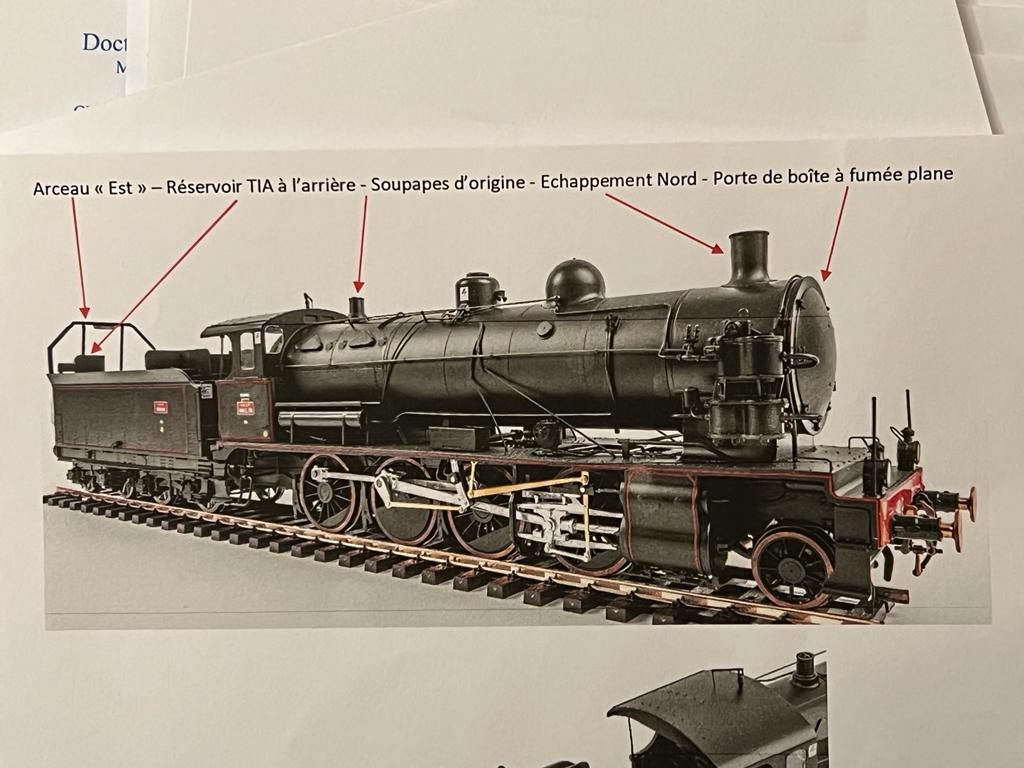 Arceau « Est » – Réservoir TIA à l’arrière - Soupapes d’origine - Echappement Nord - Porte de boîte à fumée plane